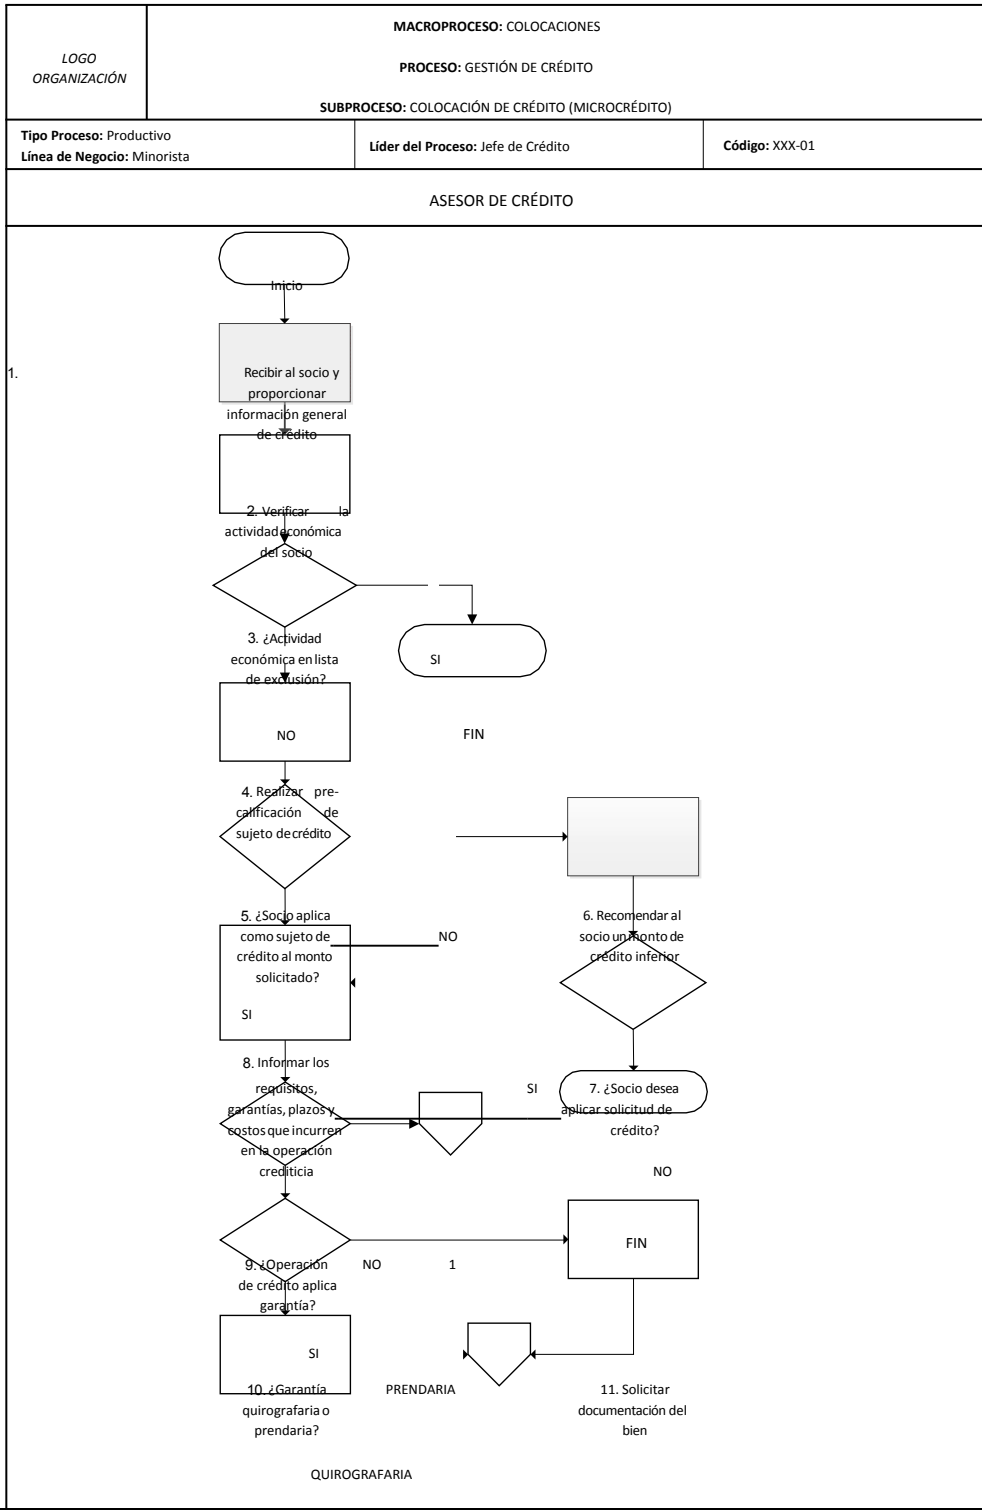 LOGO
ORGANIZACIÓN
MACROPROCESO: COLOCACIONES
PROCESO: GESTIÓN DE CRÉDITO
SUBPROCESO: COLOCACIÓN DE CRÉDITO (MICROCRÉDITO)
Tipo Proceso: Productivo
Línea de Negocio: Minorista
Líder del Proceso: Jefe de Crédito
Código: XXX-01
ASESOR DE CRÉDITO
Inicio
1.
Recibir al socio y
proporcionar
información general
de crédito
2. Verificar la
actividad económica
del socio
3. ¿Actividad
económica en lista
de exclusión?
SI
NO
FIN
4. Realizar pre-
calificación de
sujeto de crédito
5. ¿Socio aplica
como sujeto de
crédito al monto
solicitado?
NO
6. Recomendar al
socio un monto de
crédito inferior
SI
8. Informar los
requisitos,
garantías, plazos y
costos que incurren
en la operación
crediticia
SI
7. ¿Socio desea
aplicar solicitud de
crédito?
NO
FIN
9. ¿Operación
de crédito aplica
garantía?
NO
1
SI
10. ¿Garantía
quirografaria o
prendaria?
PRENDARIA
11. Solicitar
documentación del
bien
QUIROGRAFARIA